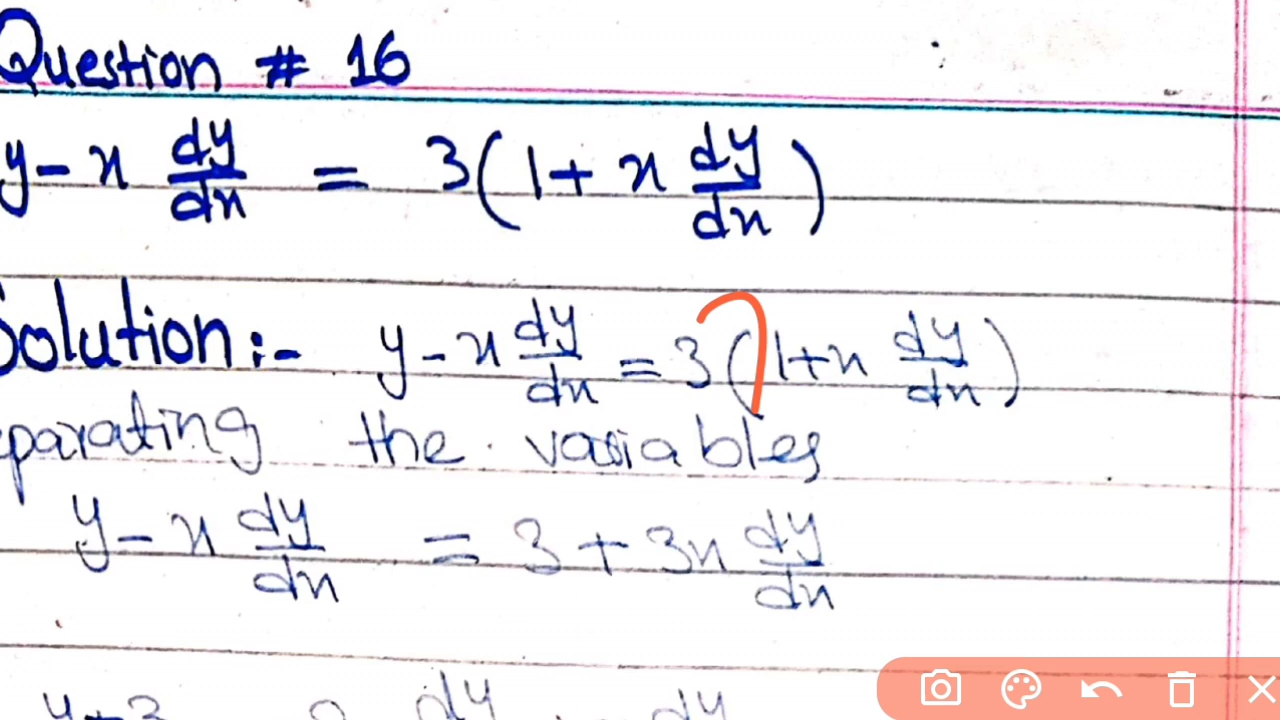 Question # 16
y - x dy/dx = 3(1 + x dy/dx)
Solution:- y - x dy/dx = 3(1+x dy/dx)
eparating the variables
y - x dy/dx = 3 + 3x dy/dx